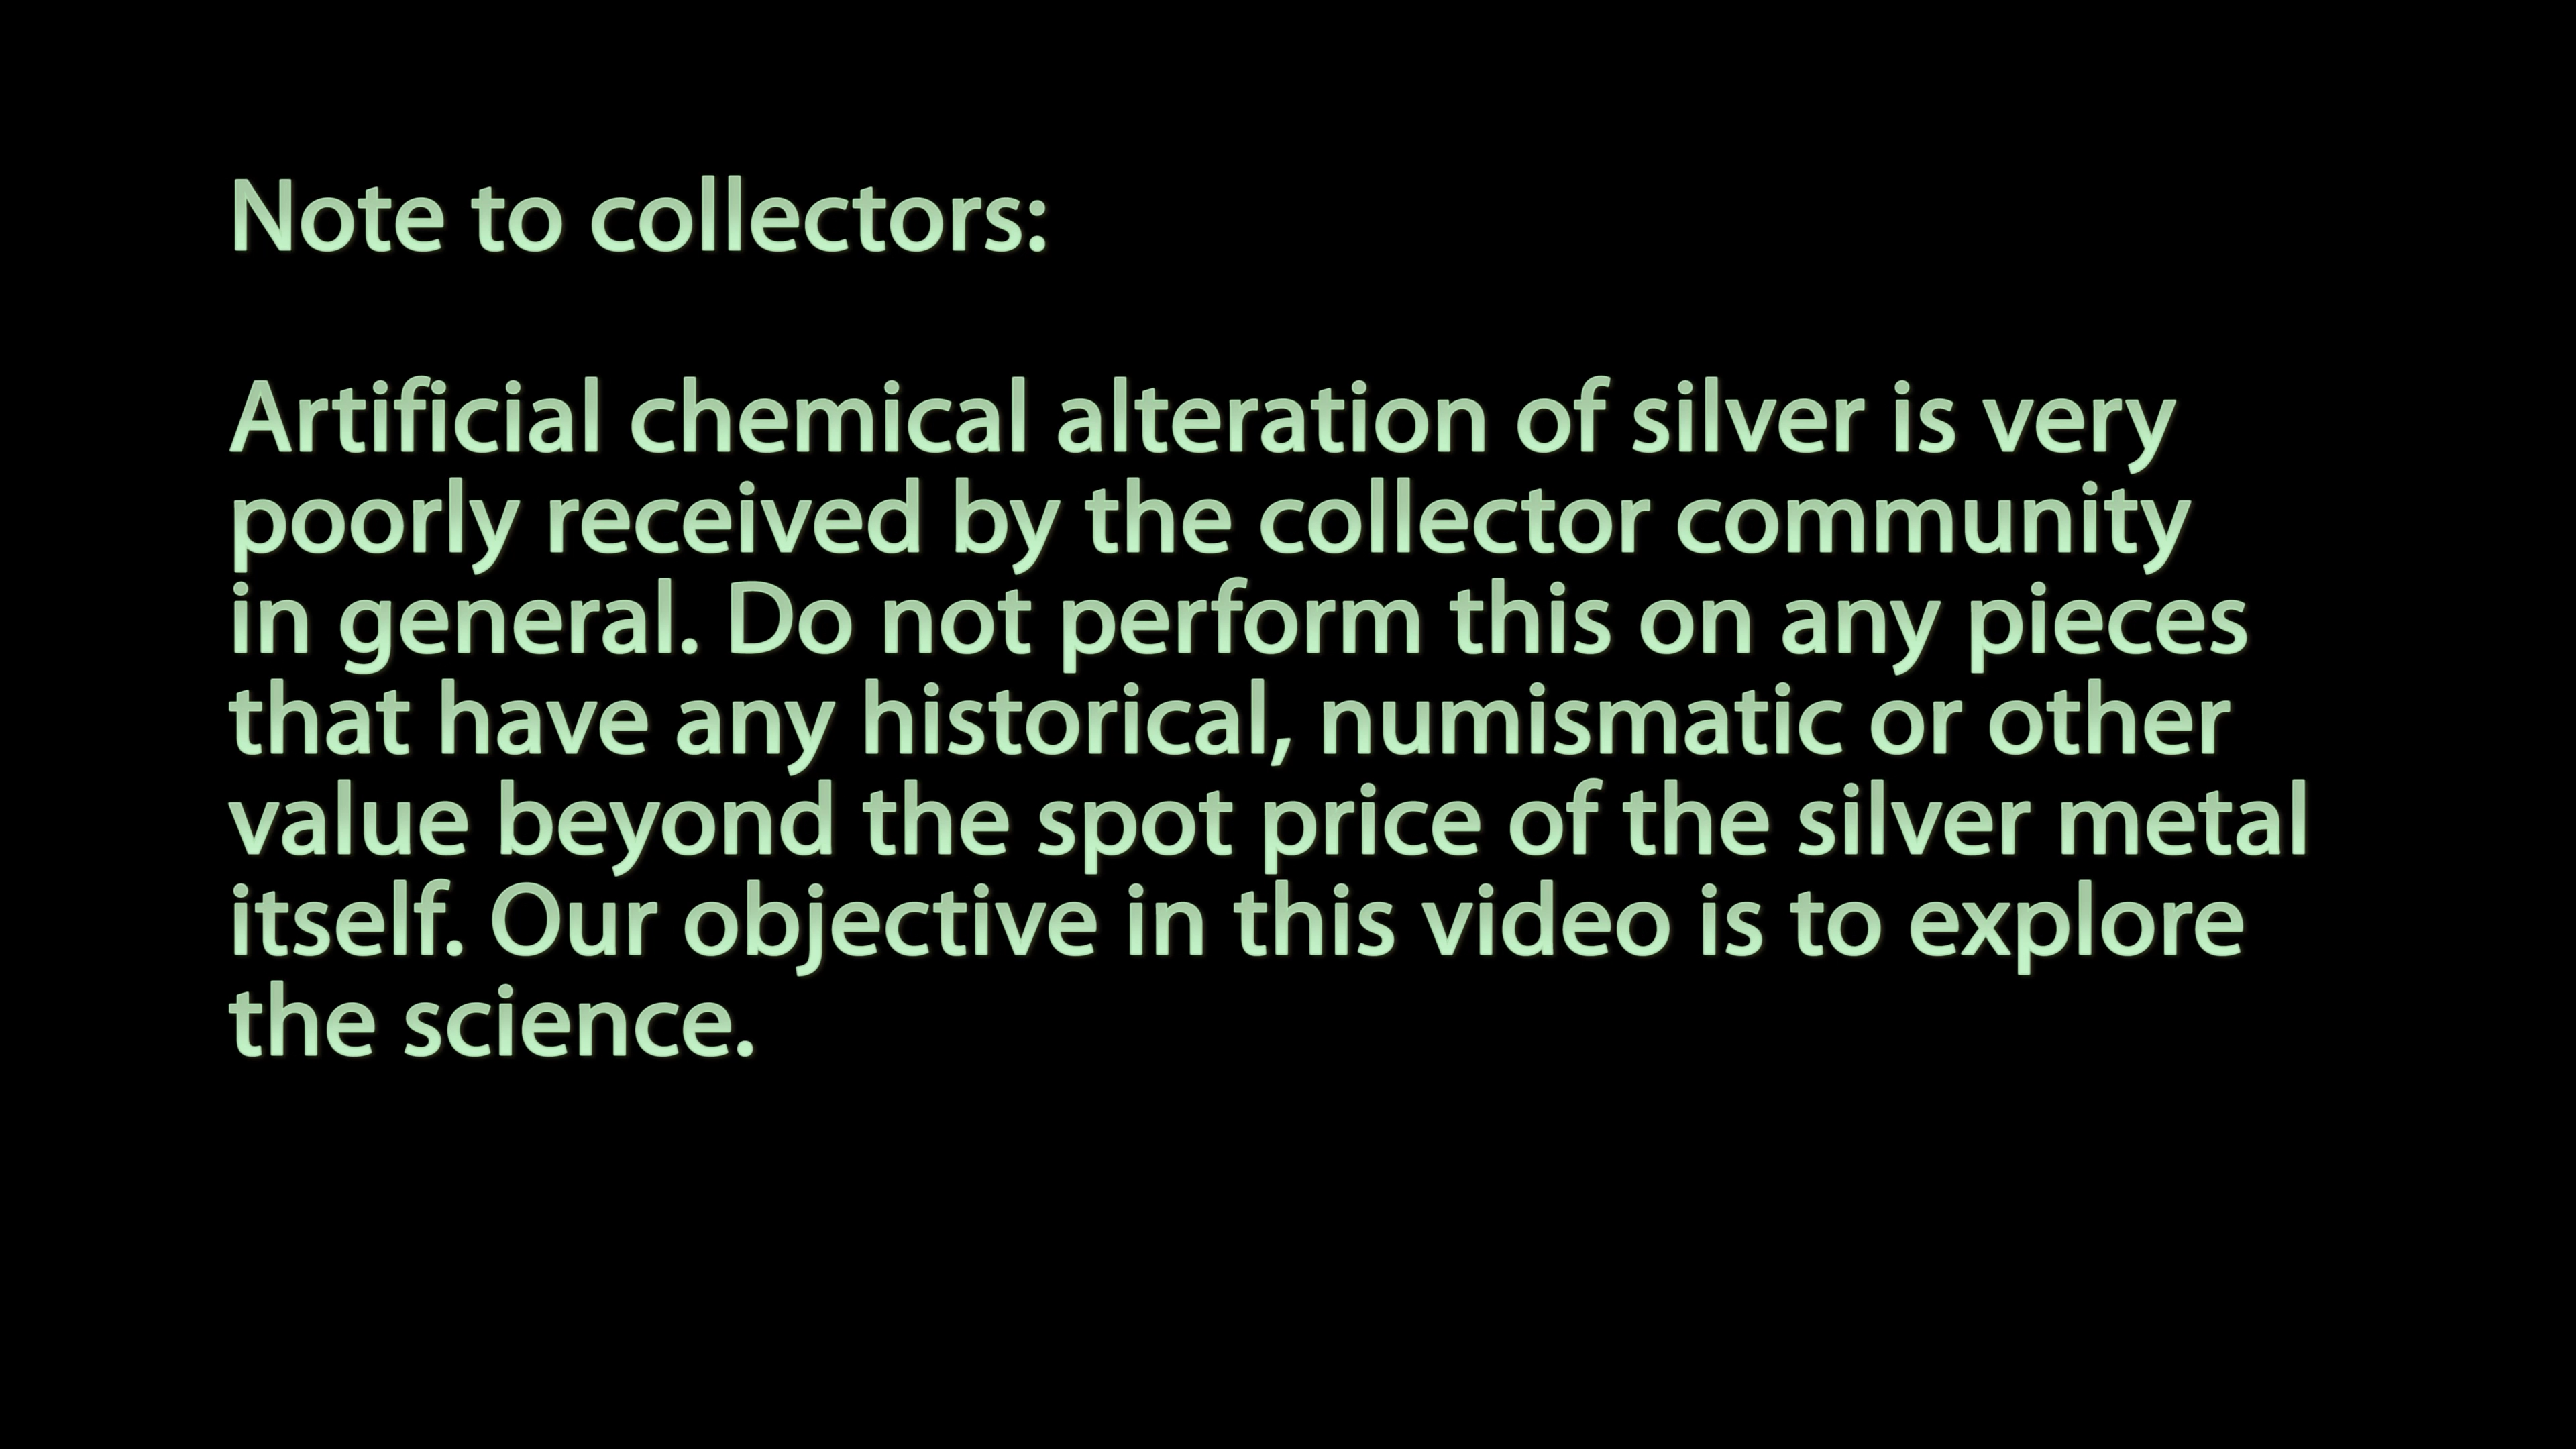 Note to collectors:
Artificial chemical alteration of silver is very
poorly received by the collector community
in general. Do not perform this on any pieces
that have any historical, numismatic or other
value beyond the spot price of the silver metal
itself. Our objective in this video is to explore
the science.